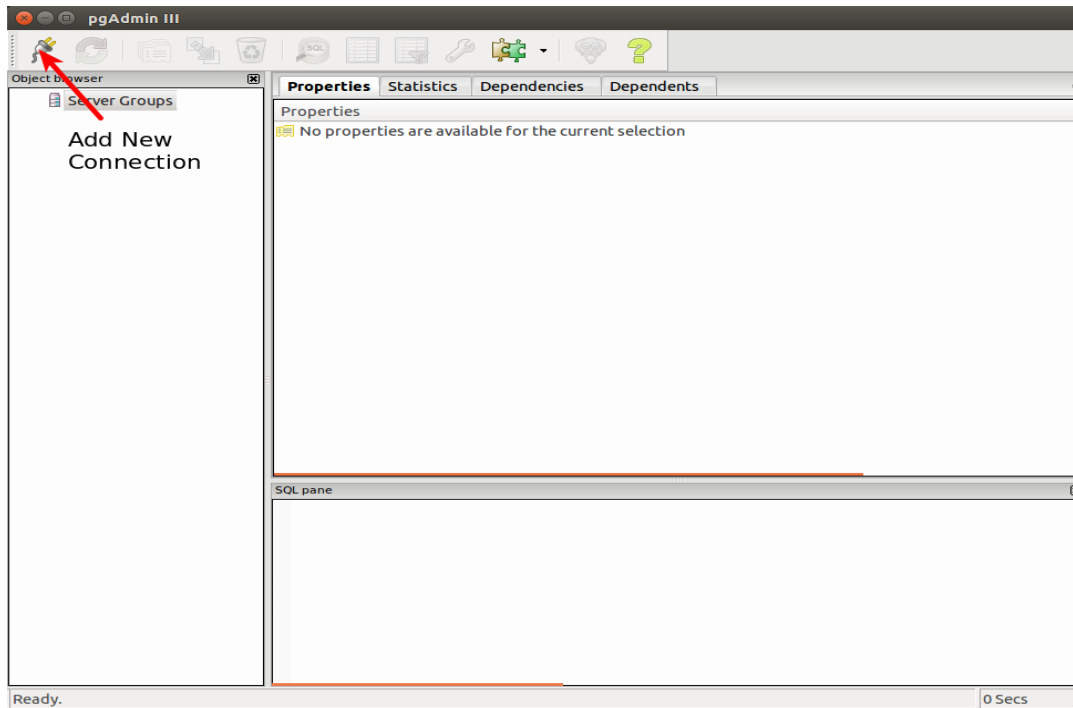 pgAdmin III
SQL
Object browser
Properties Statistics Dependencies Dependents
Server Groups
Properties
No properties are available for the current selection
Add New
Connection
SQL pane
Ready.
0 Secs